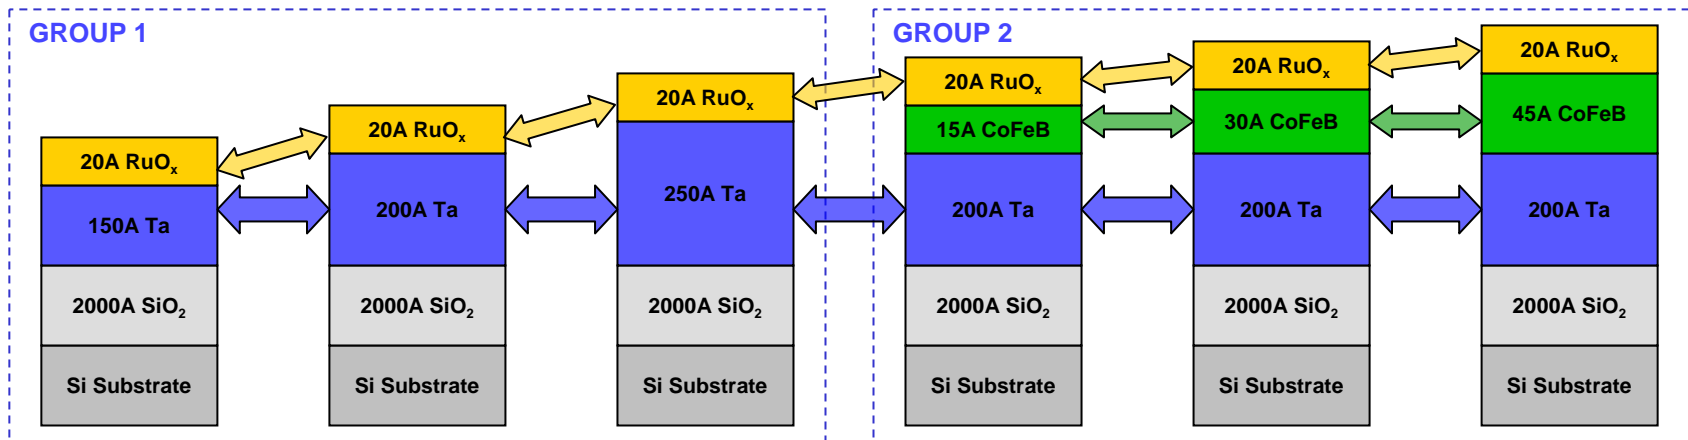 GROUP 1
20A RuOₓ
150A Ta
2000A SiO₂
Si Substrate
20A RuOₓ
200A Ta
2000A SiO₂
Si Substrate
20A RuOₓ
250A Ta
2000A SiO₂
Si Substrate
GROUP 2
20A RuOₓ
15A CoFeB
200A Ta
2000A SiO₂
Si Substrate
20A RuOₓ
30A CoFeB
200A Ta
2000A SiO₂
Si Substrate
20A RuOₓ
45A CoFeB
200A Ta
2000A SiO₂
Si Substrate